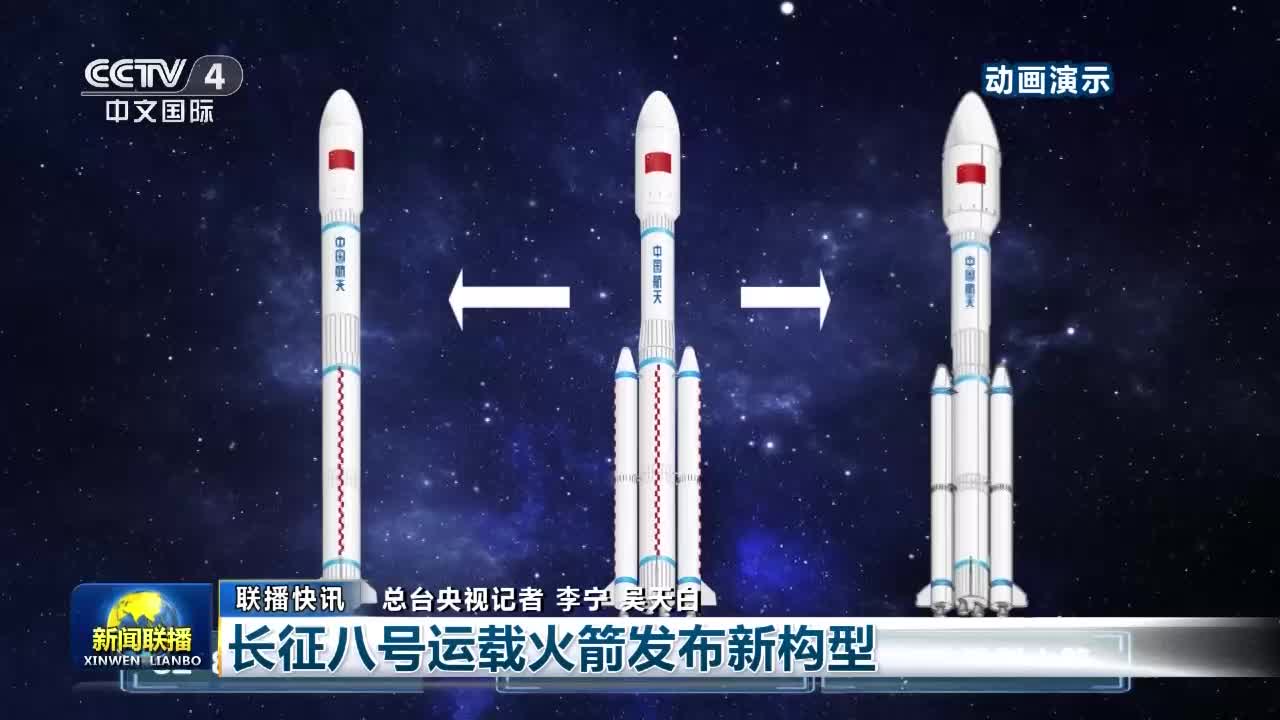 CCTV 4
中文国际
动画演示
中国航天
中国航天
中国航天
联播快讯 总台央视记者 李宁 吴天白
新闻联播
XINWEN LIANBO
长征八号运载火箭发布新构型